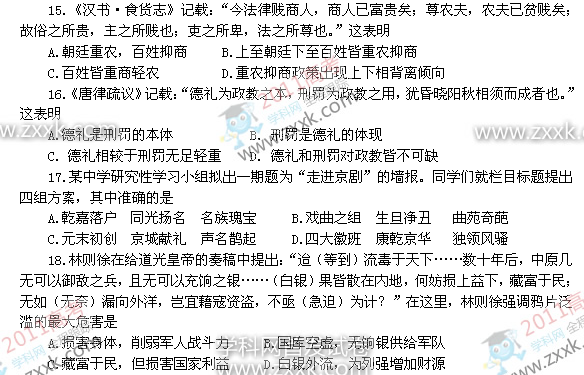 15.《汉书·食货志》记载：“今法律贱商人，商人已富贵矣；尊农夫，农夫已贫贱矣；
故俗之所贵，主之所贱也；吏之所卑，法之所尊也。”这表明
A.朝廷重农，百姓抑商　B.上至朝廷下至百姓皆重农抑商
C.百姓皆重商轻农　D.重农抑商政策出现上下相背离倾向
16.《唐律疏议》记载：“德礼为政教之本，刑罚为政教之用，犹昏晓阳秋相须而成者也。”
这表明
A.德礼是刑罚的本体　B. 刑罚是德礼的体现
C. 德礼相较于刑罚无足轻重　D. 德礼和刑罚对政教皆不可缺
17.某中学研究性学习小组拟出一期题为“走进京剧”的墙报。同学们就栏目标题提出
四组方案，其中准确的是
A.乾嘉落户　同光扬名　名族瑰宝　B.戏曲之组　生旦净丑　曲苑奇葩
C.元末初创　京城献礼　声名鹊起　D.四大徽班　康乾京华　独领风骚
18.林则徐在给道光皇帝的奏稿中提出：“迨（等到）流毒于天下……数十年后，中原几
无可以御敌之兵，且无可以充饷之银……（白银）果皆散在内地，何妨损上益下，藏富于民；
无如（无奈）漏向外洋，岂宜藉寇资盗，不亟（急迫）为计？”在这里，林则徐强调鸦片泛
滥的最大危害是
A.损害身体，削弱军人战斗力　B.国库空虚，无饷银供给军队
C.藏富于民，但损害国家利益　D.白银外流，为列强增加财源